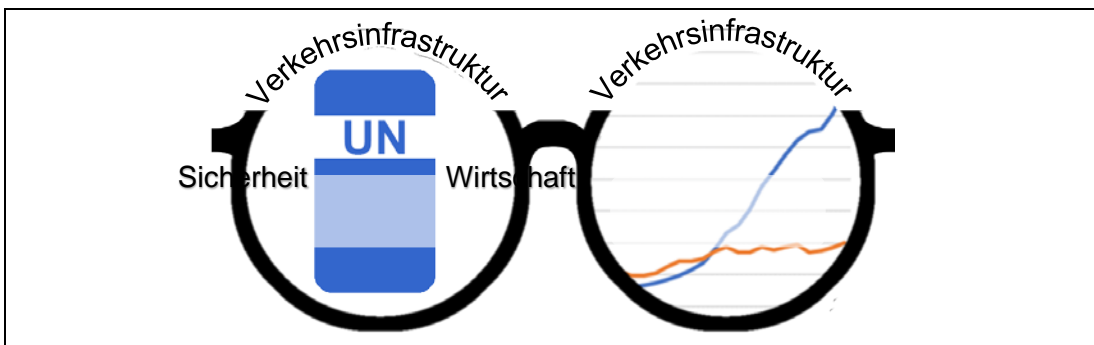 Verkehrsinfrastruktur
Verkehrsinfrastruktur
UN
Sicherheit
Wirtschaft